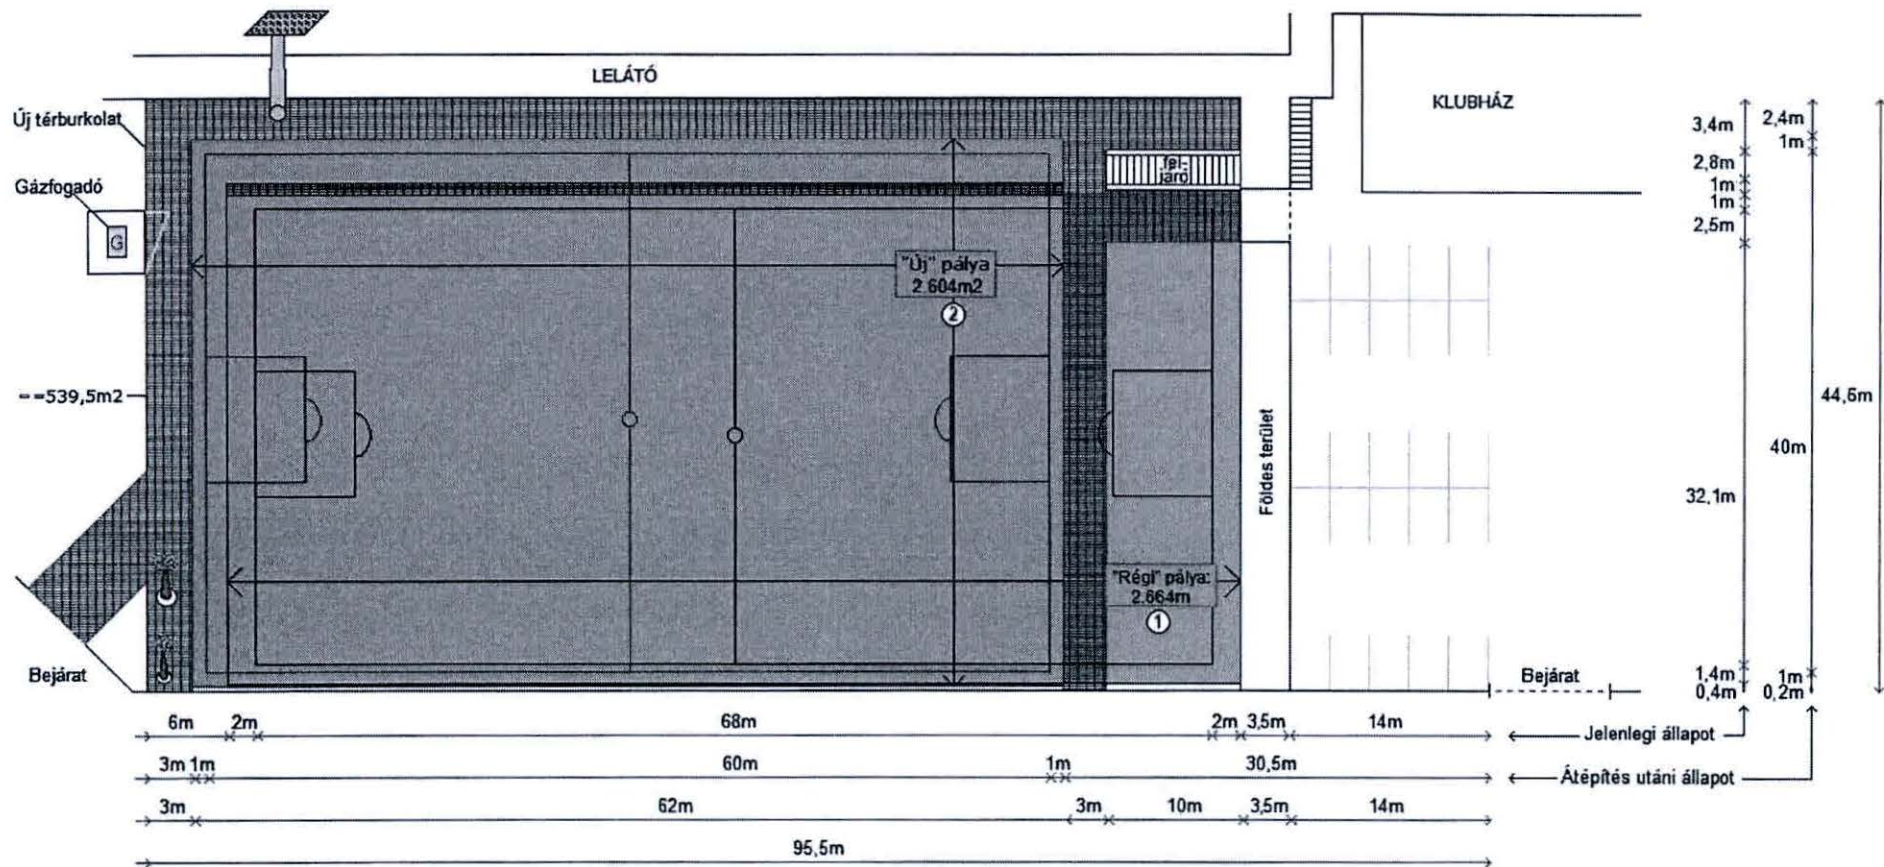 LELÁTÓ
KLUBHÁZ
Új térburkolat
Gázfogadó
G
fel-
járó
"Új" pálya
2 604m2
2
==539,5m2
Földes terület
"Régi" pálya:
2.664m
1
Bejárat
Bejárat
3,4m
2,8m
1m
1m
2,5m
32,1m
1,4m
0,4m
2,4m
1m
40m
1m
0,2m
44,6m
6m 2m 68m 2m 3,5m 14m Jelenlegi állapot
3m 1m 60m 1m 30,5m Átépítés utáni állapot
3m 62m 3m 10m 3,5m 14m
95,5m